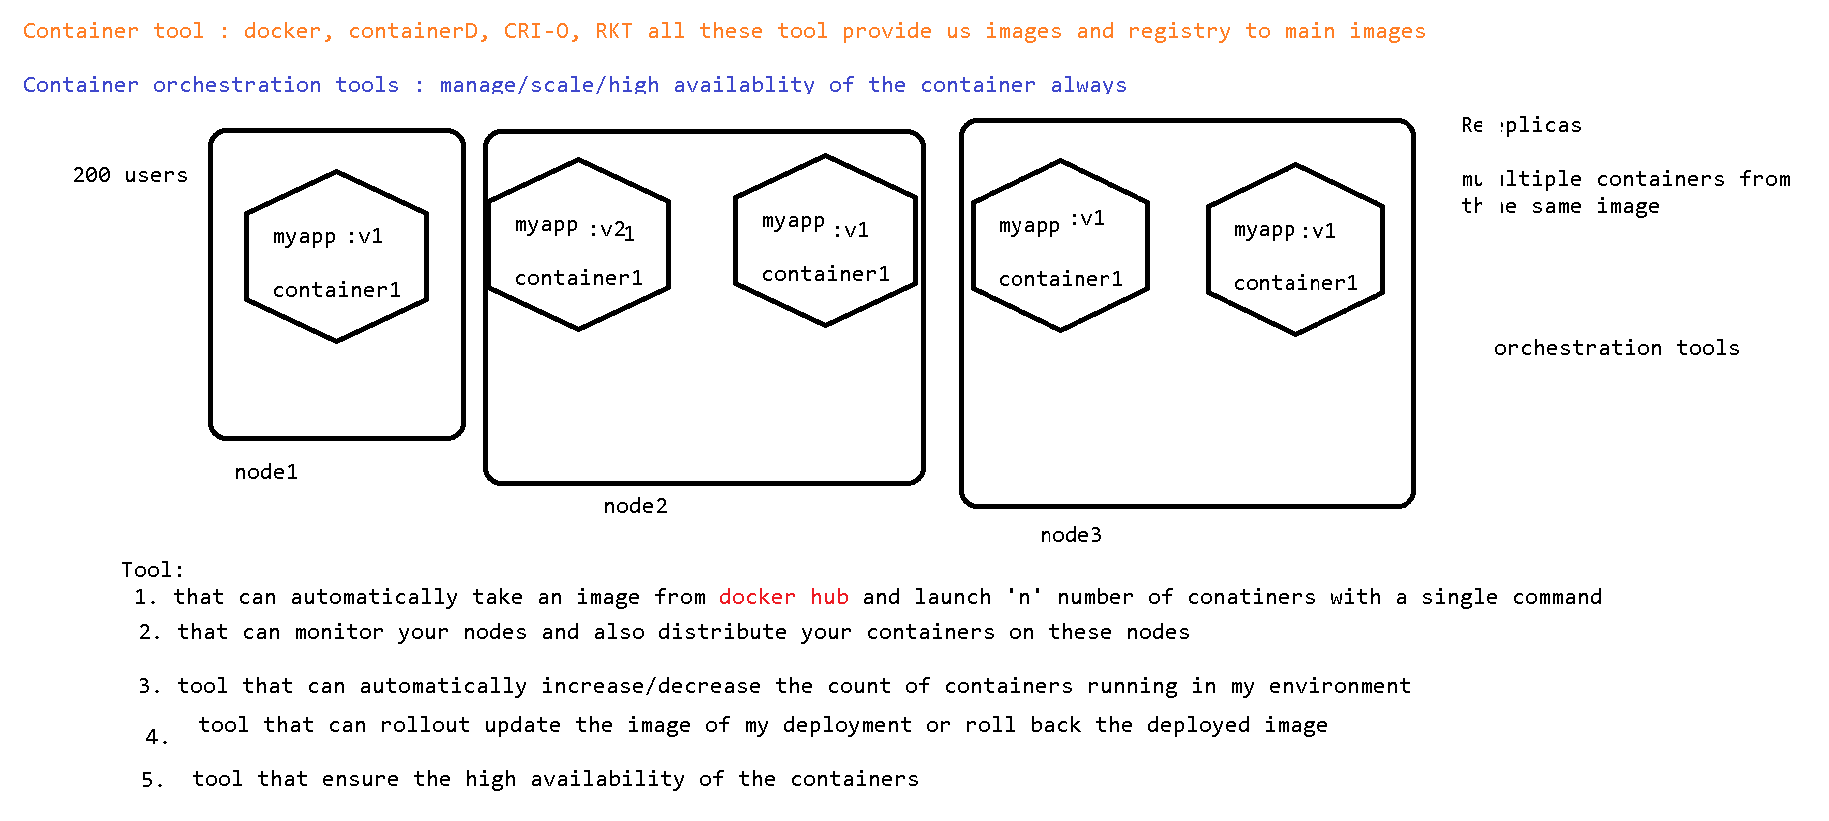 Container tool : docker, containerD, CRI-O, RKT all these tool provide us images and registry to main images
Container orchestration tools : manage/scale/high availablity of the container always
Replicas
200 users
multiple containers from
the same image
myapp :v1
container1
myapp :v21
container1
myapp :v1
container1
myapp :v1
container1
myapp :v1
container1
orchestration tools
node1
node2
node3
Tool:
1. that can automatically take an image from docker hub and launch 'n' number of conatiners with a single command
2. that can monitor your nodes and also distribute your containers on these nodes
3. tool that can automatically increase/decrease the count of containers running in my environment
4. tool that can rollout update the image of my deployment or roll back the deployed image
5. tool that ensure the high availability of the containers